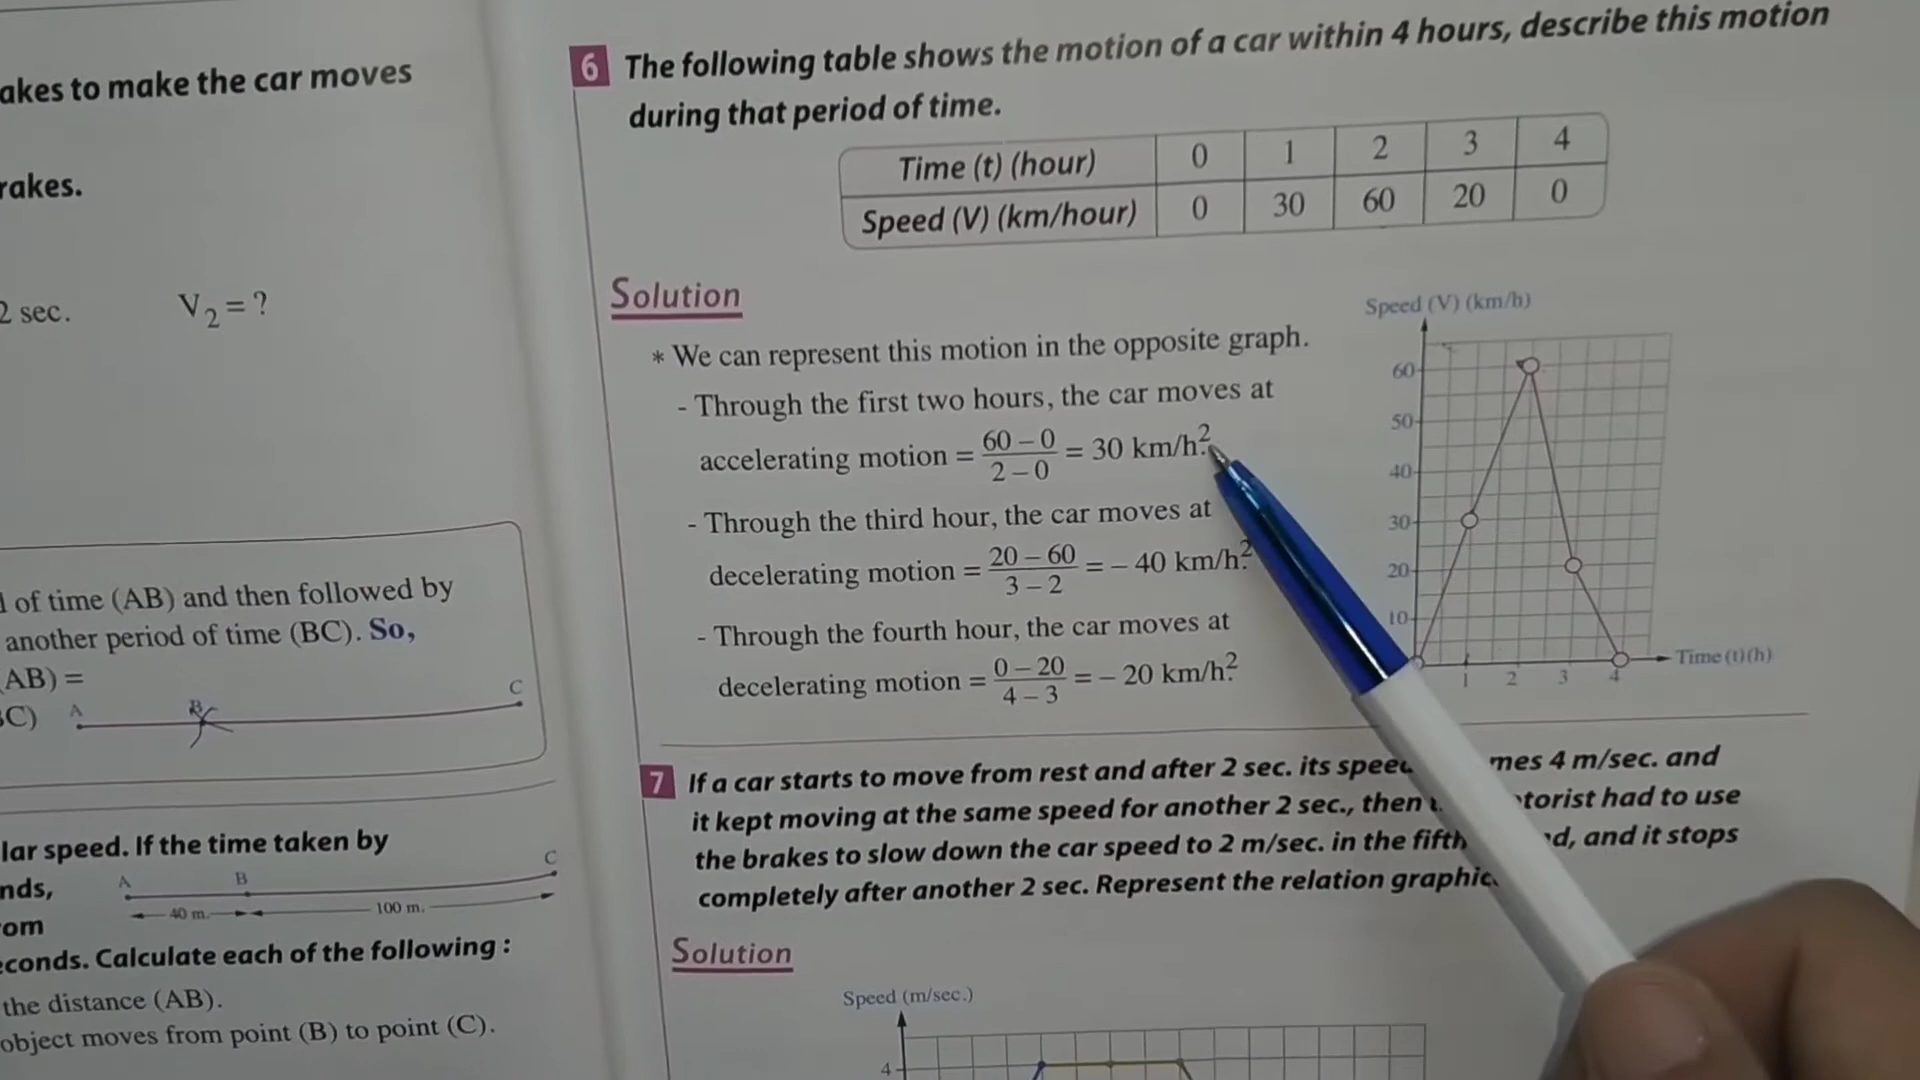 akes to make the car moves
rakes.
2 sec. V2 = ?
of time (AB) and then followed by
another period of time (BC). So,
(AB) =
BC) A B C
lar speed. If the time taken by
nds, A B C
40 m. 100 m.
om
econds. Calculate each of the following :
the distance (AB).
object moves from point (B) to point (C).
6 The following table shows the motion of a car within 4 hours, describe this motion
during that period of time.
Time (t) (hour) 0 1 2 3 4
Speed (V) (km/hour) 0 30 60 20 0
Solution
* We can represent this motion in the opposite graph.
- Through the first two hours, the car moves at
accelerating motion = 60 – 0 / 2 – 0 = 30 km/h².
- Through the third hour, the car moves at
decelerating motion = 20 – 60 / 3 – 2 = – 40 km/h².
- Through the fourth hour, the car moves at
decelerating motion = 0 – 20 / 4 – 3 = – 20 km/h².
Speed (V) (km/h)
60
50
40
30
20
10
1 2 3 4 Time (t)(h)
7 If a car starts to move from rest and after 2 sec. its speed mes 4 m/sec. and
it kept moving at the same speed for another 2 sec., then torist had to use
the brakes to slow down the car speed to 2 m/sec. in the fifth d, and it stops
completely after another 2 sec. Represent the relation graphic
Solution
Speed (m/sec.)
4